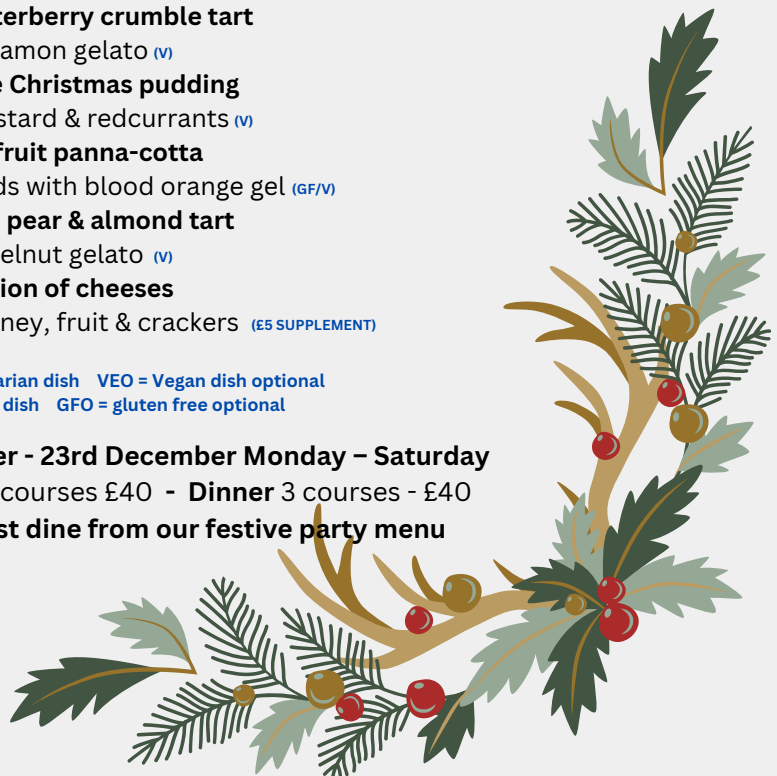 terberry crumble tart
amon gelato (V)
e Christmas pudding
stard & redcurrants (V)
fruit panna-cotta
ds with blood orange gel (GF/V)
pear & almond tart
elnut gelato (V)
ion of cheeses
ney, fruit & crackers (£5 SUPPLEMENT)
arian dish VEO = Vegan dish optional
dish GFO = gluten free optional
er - 23rd December Monday – Saturday
courses £40 - Dinner 3 courses - £40
st dine from our festive party menu